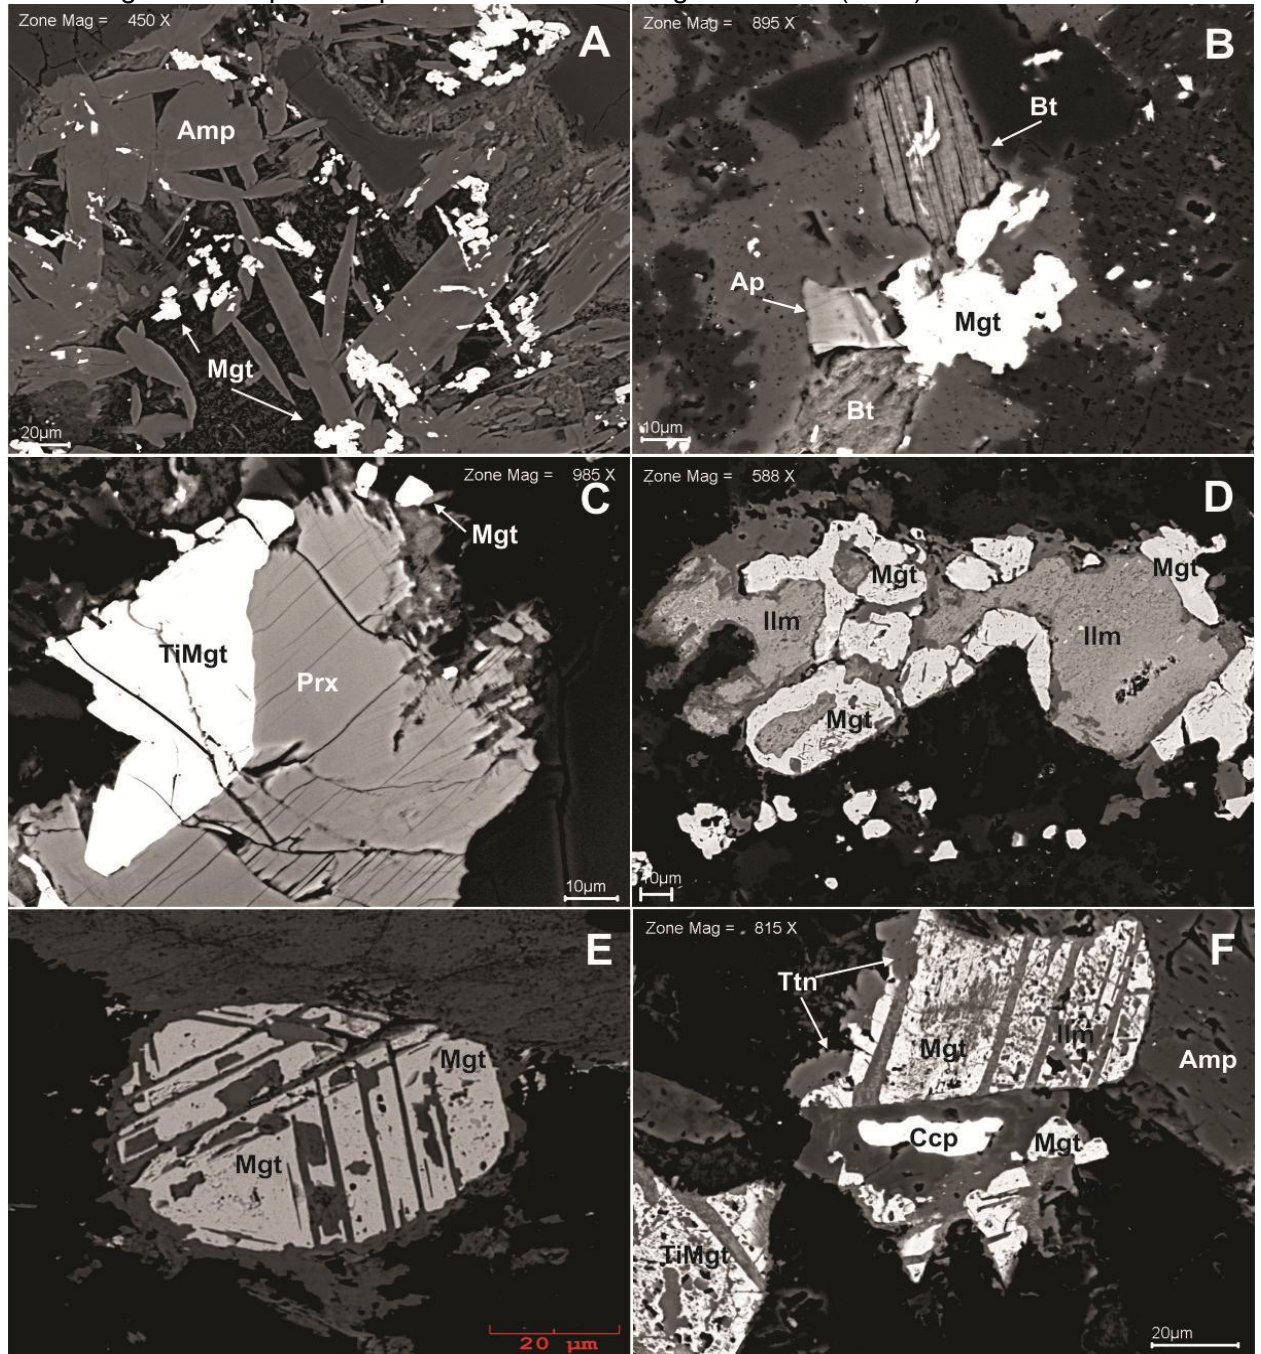 Zone Mag = 450 X
A
Amp
Mgt
20µm
Zone Mag = 895 X
B
Bt
Ap
Mgt
Bt
10µm
Zone Mag = 985 X
C
Mgt
TiMgt
Prx
10µm
Zone Mag = 588 X
D
Mgt
Mgt
Ilm
Ilm
Mgt
10µm
E
Mgt
Mgt
20 µm
Zone Mag = 815 X
F
Ttn
Ilm
Mgt
Amp
Ccp
Mgt
TiMgt
20µm